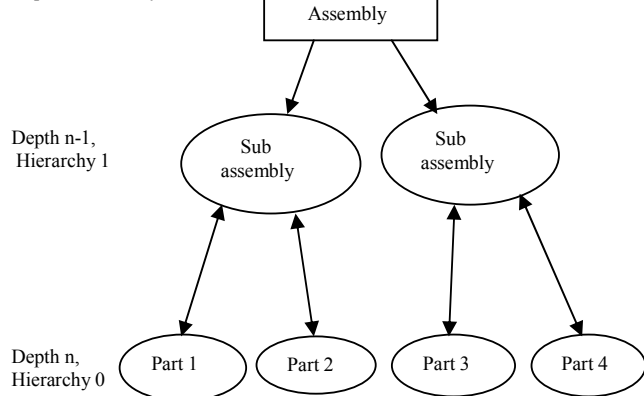 Assembly
Depth n-1,
Hierarchy 1
Sub
assembly
Sub
assembly
Depth n,
Hierarchy 0
Part 1
Part 2
Part 3
Part 4